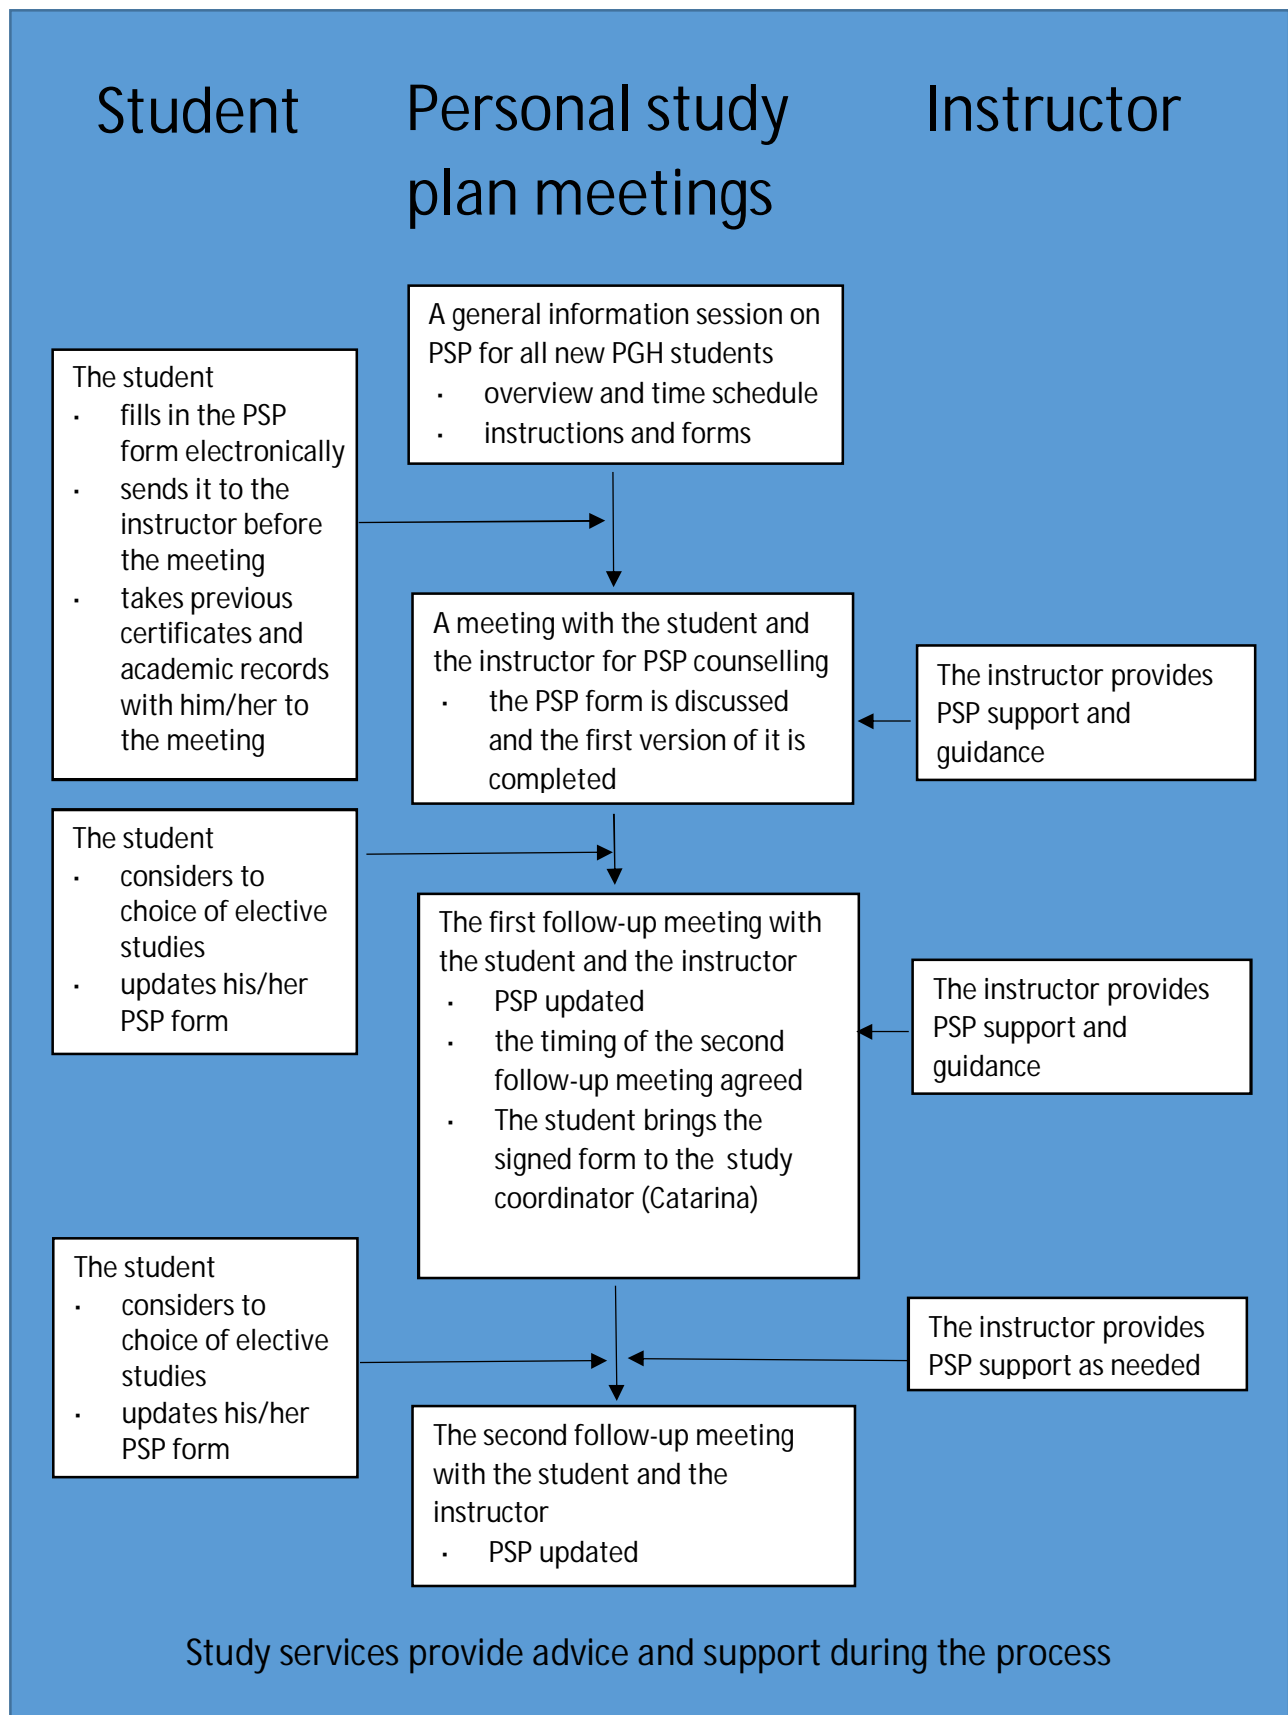 Student
Personal study
plan meetings
Instructor
A general information session on
PSP for all new PGH students
· overview and time schedule
· instructions and forms
The student
· fills in the PSP
form electronically
· sends it to the
instructor before
the meeting
· takes previous
certificates and
academic records
with him/her to
the meeting
A meeting with the student and
the instructor for PSP counselling
· the PSP form is discussed
and the first version of it is
completed
The instructor provides
PSP support and
guidance
The student
· considers to
choice of elective
studies
· updates his/her
PSP form
The first follow-up meeting with
the student and the instructor
· PSP updated
· the timing of the second
follow-up meeting agreed
· The student brings the
signed form to the study
coordinator (Catarina)
The instructor provides
PSP support and
guidance
The student
· considers to
choice of elective
studies
· updates his/her
PSP form
The instructor provides
PSP support as needed
The second follow-up meeting
with the student and the
instructor
· PSP updated
Study services provide advice and support during the process